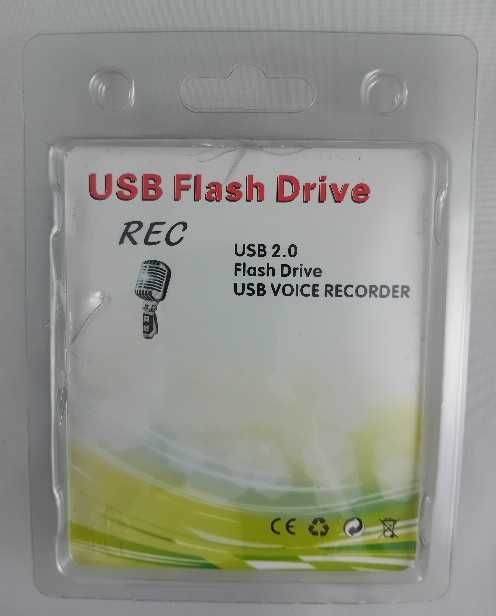 USB Flash Drive
REC
USB 2.0
Flash Drive
USB VOICE RECORDER
CE